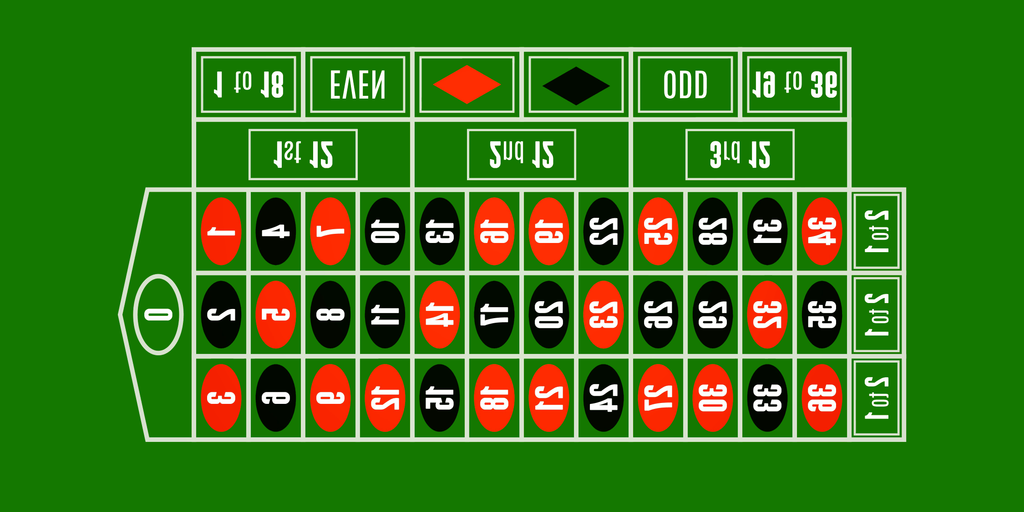 1 to 18 EVEN ODD 19 to 36
1st 12 2nd 12 3rd 12
1 4 7 10 13 16 19 22 25 28 31 34 2 to 1
0 2 5 8 11 14 17 20 23 26 29 32 35 2 to 1
3 6 9 12 15 18 21 24 27 30 33 36 2 to 1